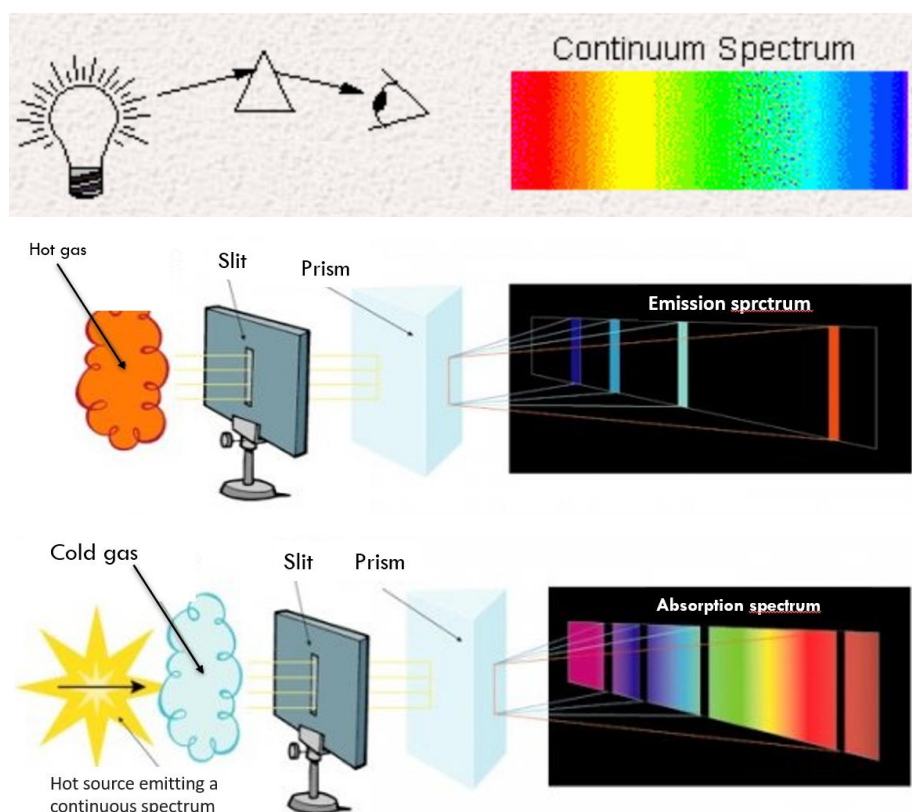 Continuum Spectrum
Hot gas
Slit
Prism
Emission sprctrum
Cold gas
Slit
Prism
Absorption spectrum
Hot source emitting a
continuous spectrum